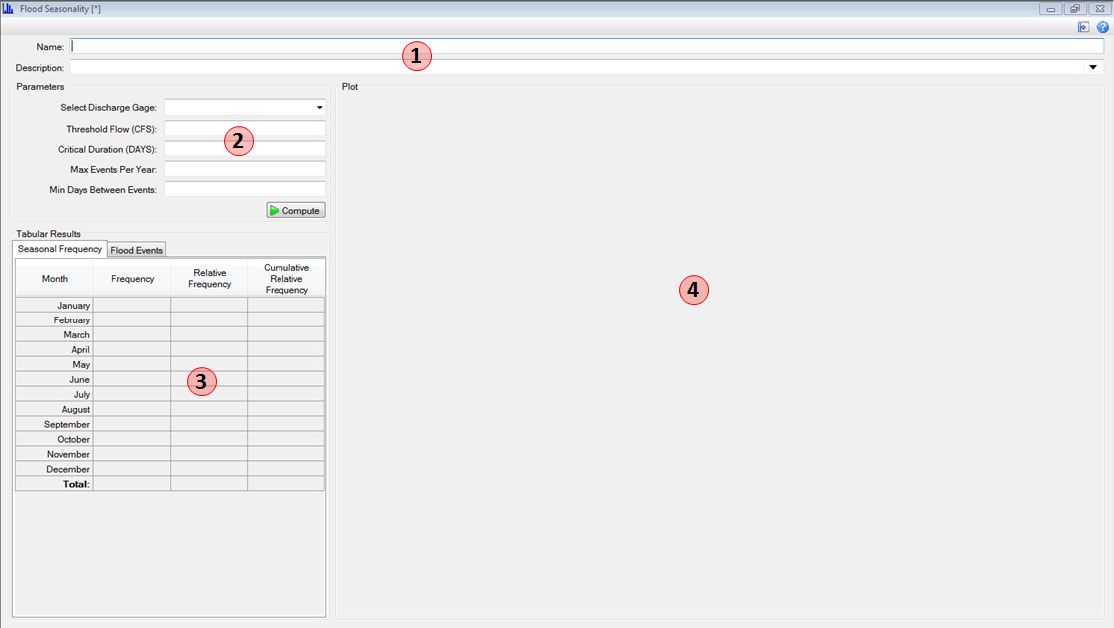 Flood Seasonality [*]
Name:
1
Description:
Parameters
Plot
Select Discharge Gage:
Threshold Flow (CFS):
2
Critical Duration (DAYS):
Max Events Per Year:
Min Days Between Events:
Compute
Tabular Results
Seasonal Frequency Flood Events
Month Frequency Relative Frequency Cumulative Relative Frequency
4
January
February
March
April
May
June
3
July
August
September
October
November
December
Total: